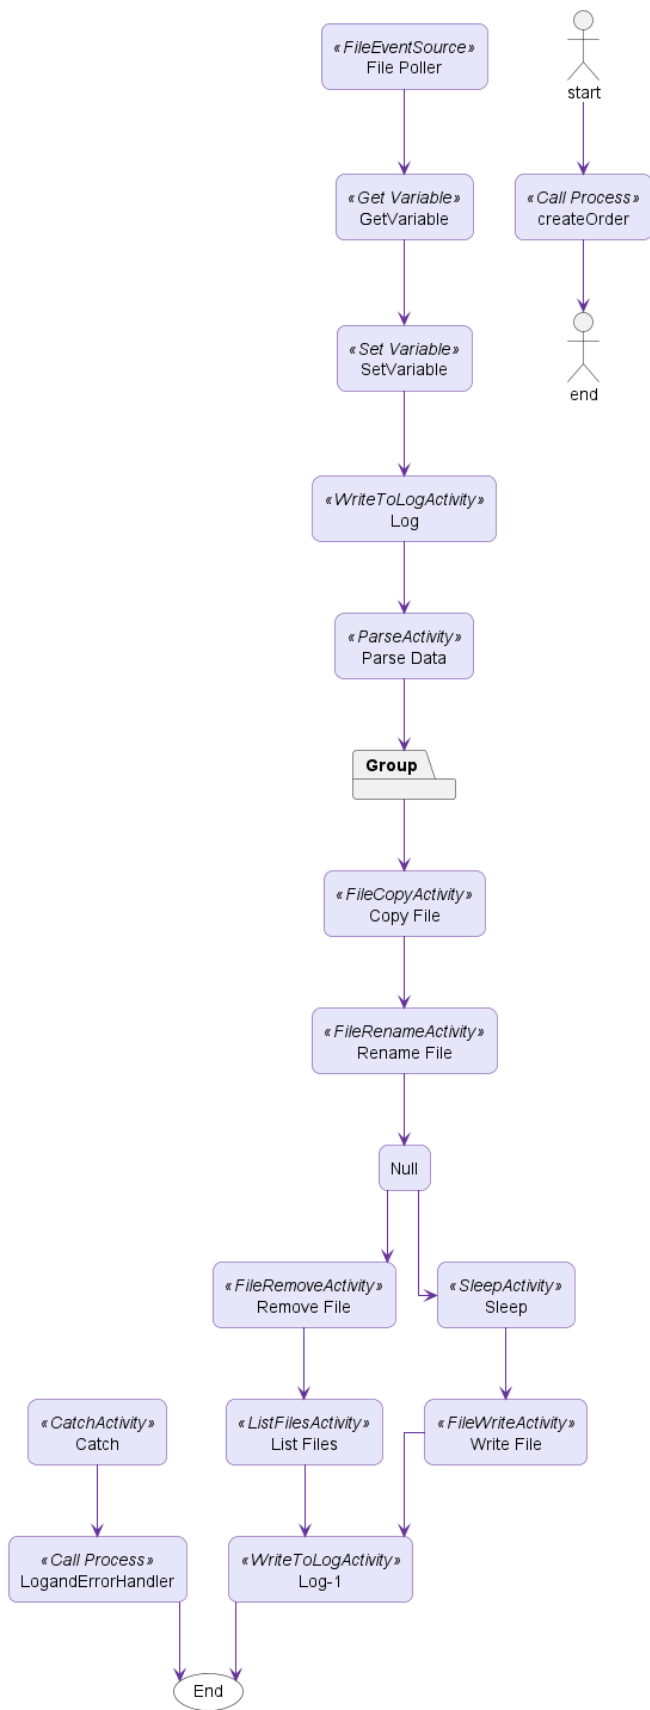 «FileEventSource»
File Poller
start
«Get Variable»
GetVariable
«Call Process»
createOrder
«Set Variable»
SetVariable
end
«WriteToLogActivity»
Log
«ParseActivity»
Parse Data
Group
«FileCopyActivity»
Copy File
«FileRenameActivity»
Rename File
Null
«FileRemoveActivity»
Remove File
«SleepActivity»
Sleep
«CatchActivity»
Catch
«ListFilesActivity»
List Files
«FileWriteActivity»
Write File
«Call Process»
LogandErrorHandler
«WriteToLogActivity»
Log-1
End